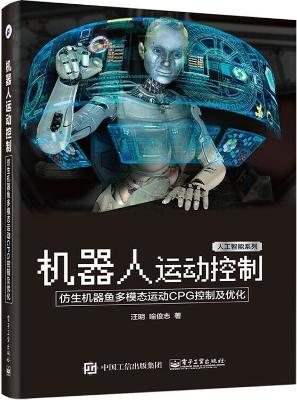 机器人运动控制
仿生机器鱼多模态运动CPG控制及优化
人工智能系列
机器人运动控制
仿生机器鱼多模态运动CPG控制及优化
汪明 喻俊志 著
中国工信出版集团
电子工业出版社